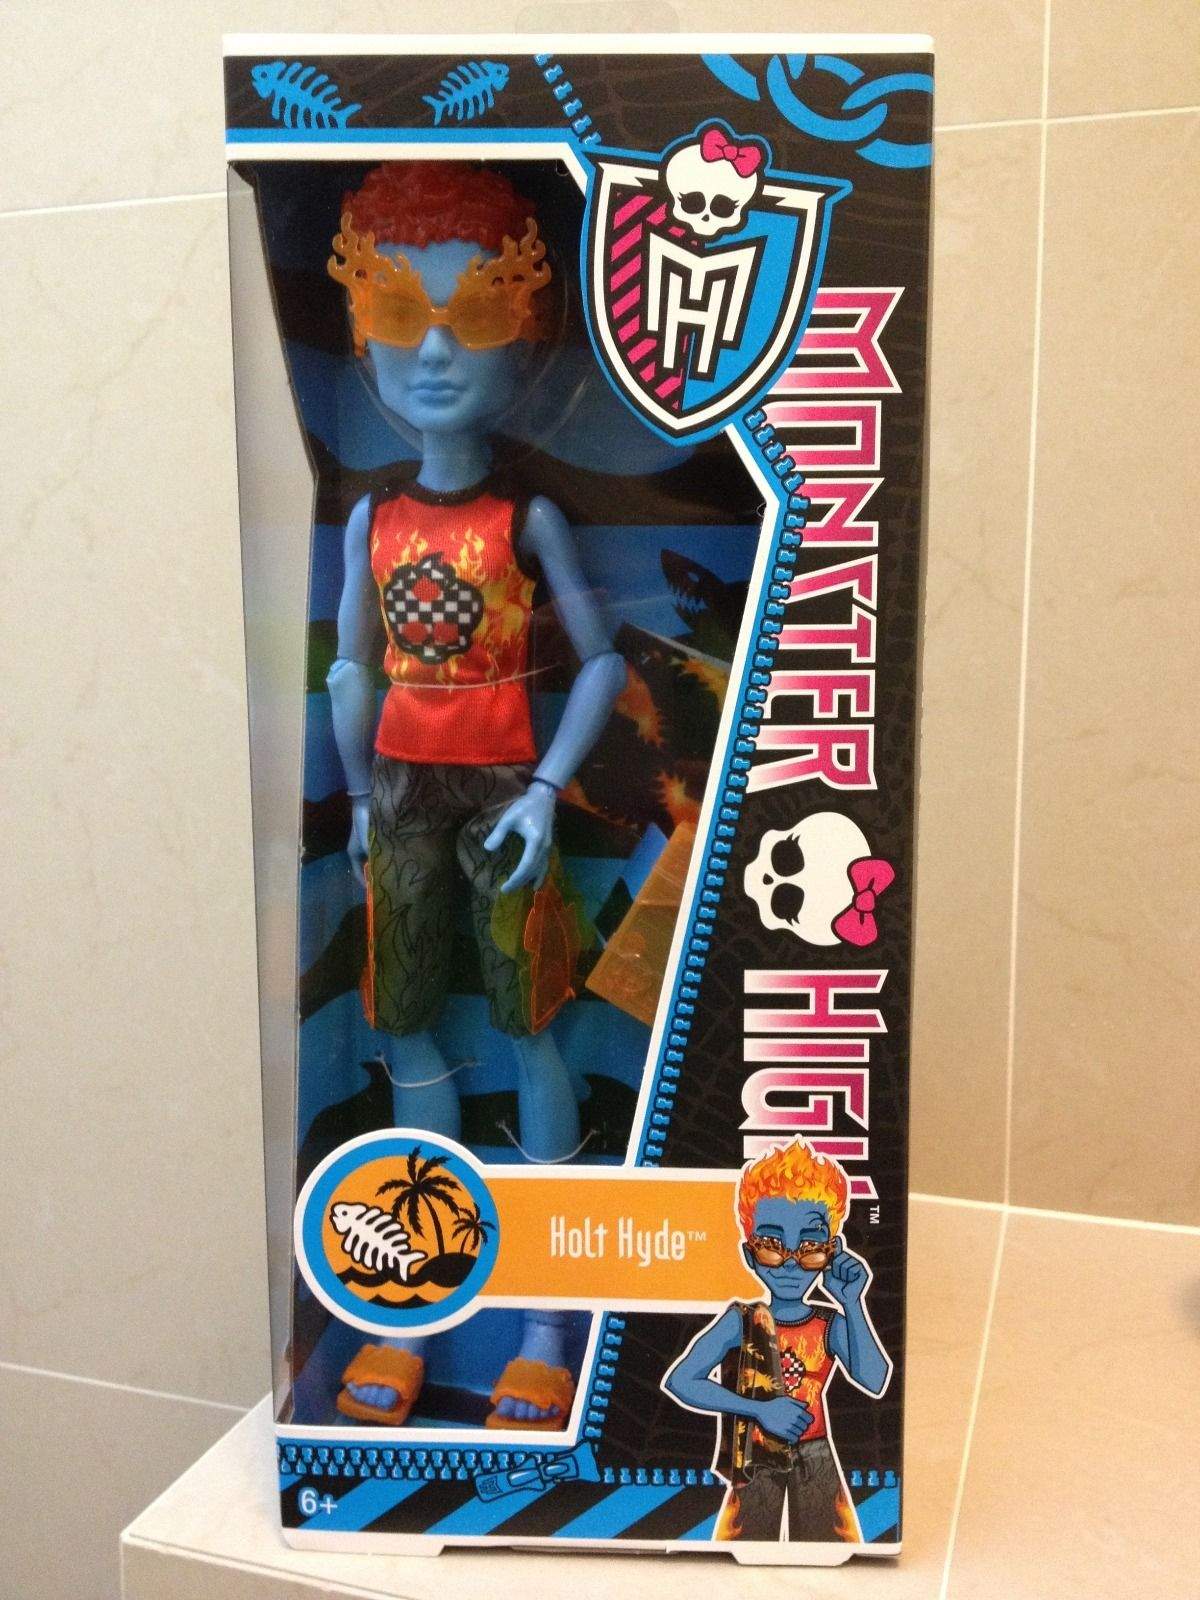 MH
MONSTER HIGH™
Holt Hyde™
6+